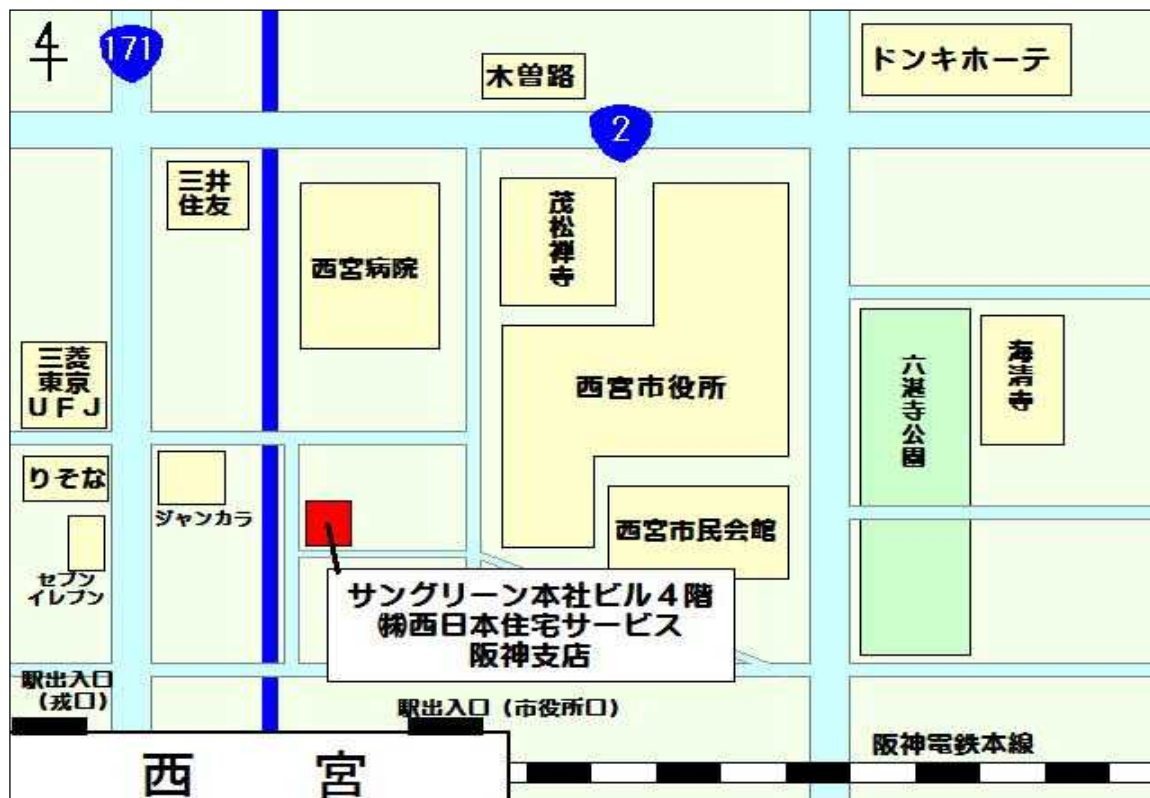 171
木曽路
ドンキホーテ
2
三井
住友
西宮病院
茂松禅寺
三菱
東京
UFJ
西宮市役所
六湛寺公園
海清寺
りそな
ジャンカラ
西宮市民会館
セブン
イレブン
サングリーン本社ビル4階
㈱西日本住宅サービス
阪神支店
駅出入口
(戎口)
駅出入口(市役所口)
阪神電鉄本線
西宮